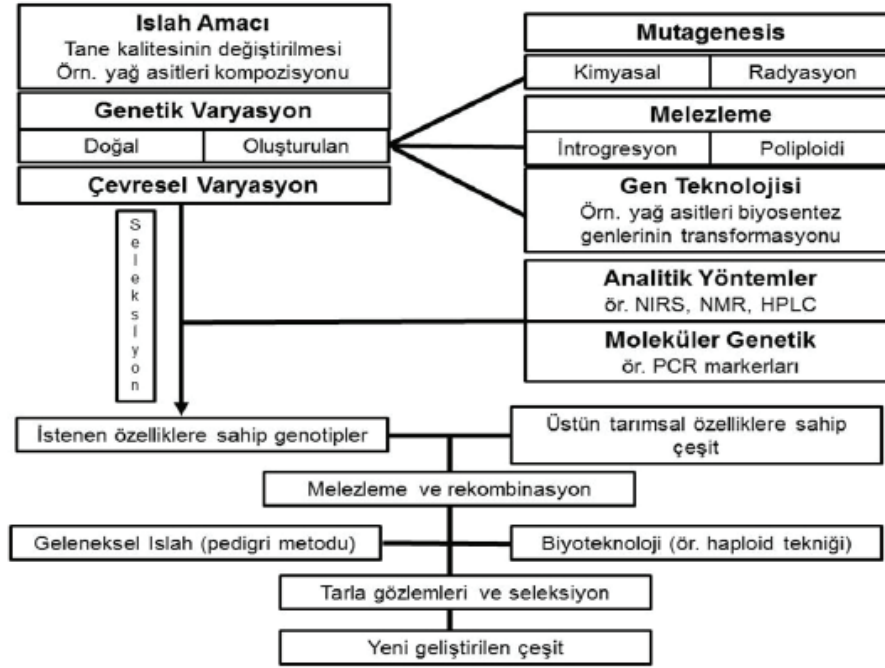 Islah Amacı
Tane kalitesinin değiştirilmesi
Örn. yağ asitleri kompozisyonu
Genetik Varyasyon
Doğal
Oluşturulan
Çevresel Varyasyon
Seleksiyon
Mutagenesis
Kimyasal
Radyasyon
Melezleme
İntrogresyon
Poliploidi
Gen Teknolojisi
Örn. yağ asitleri biyosentez
genlerinin transformasyonu
Analitik Yöntemler
ör. NIRS, NMR, HPLC
Moleküler Genetik
ör. PCR markerları
İstenen özelliklere sahip genotipler
Üstün tarımsal özelliklere sahip
çeşit
Melezleme ve rekombinasyon
Geleneksel Islah (pedigri metodu)
Biyoteknoloji (ör. haploid tekniği)
Tarla gözlemleri ve seleksiyon
Yeni geliştirilen çeşit